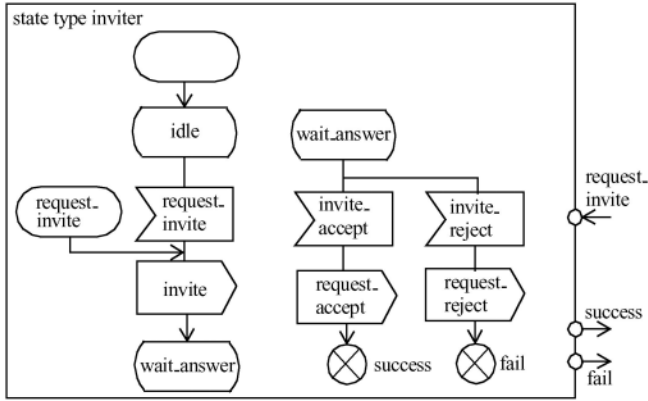 state type inviter
idle
wait_answer
request_
invite
request_
invite
invite_
accept
invite_
reject
request_
invite
invite
request_
accept
request_
reject
wait_answer
success
fail
success
fail